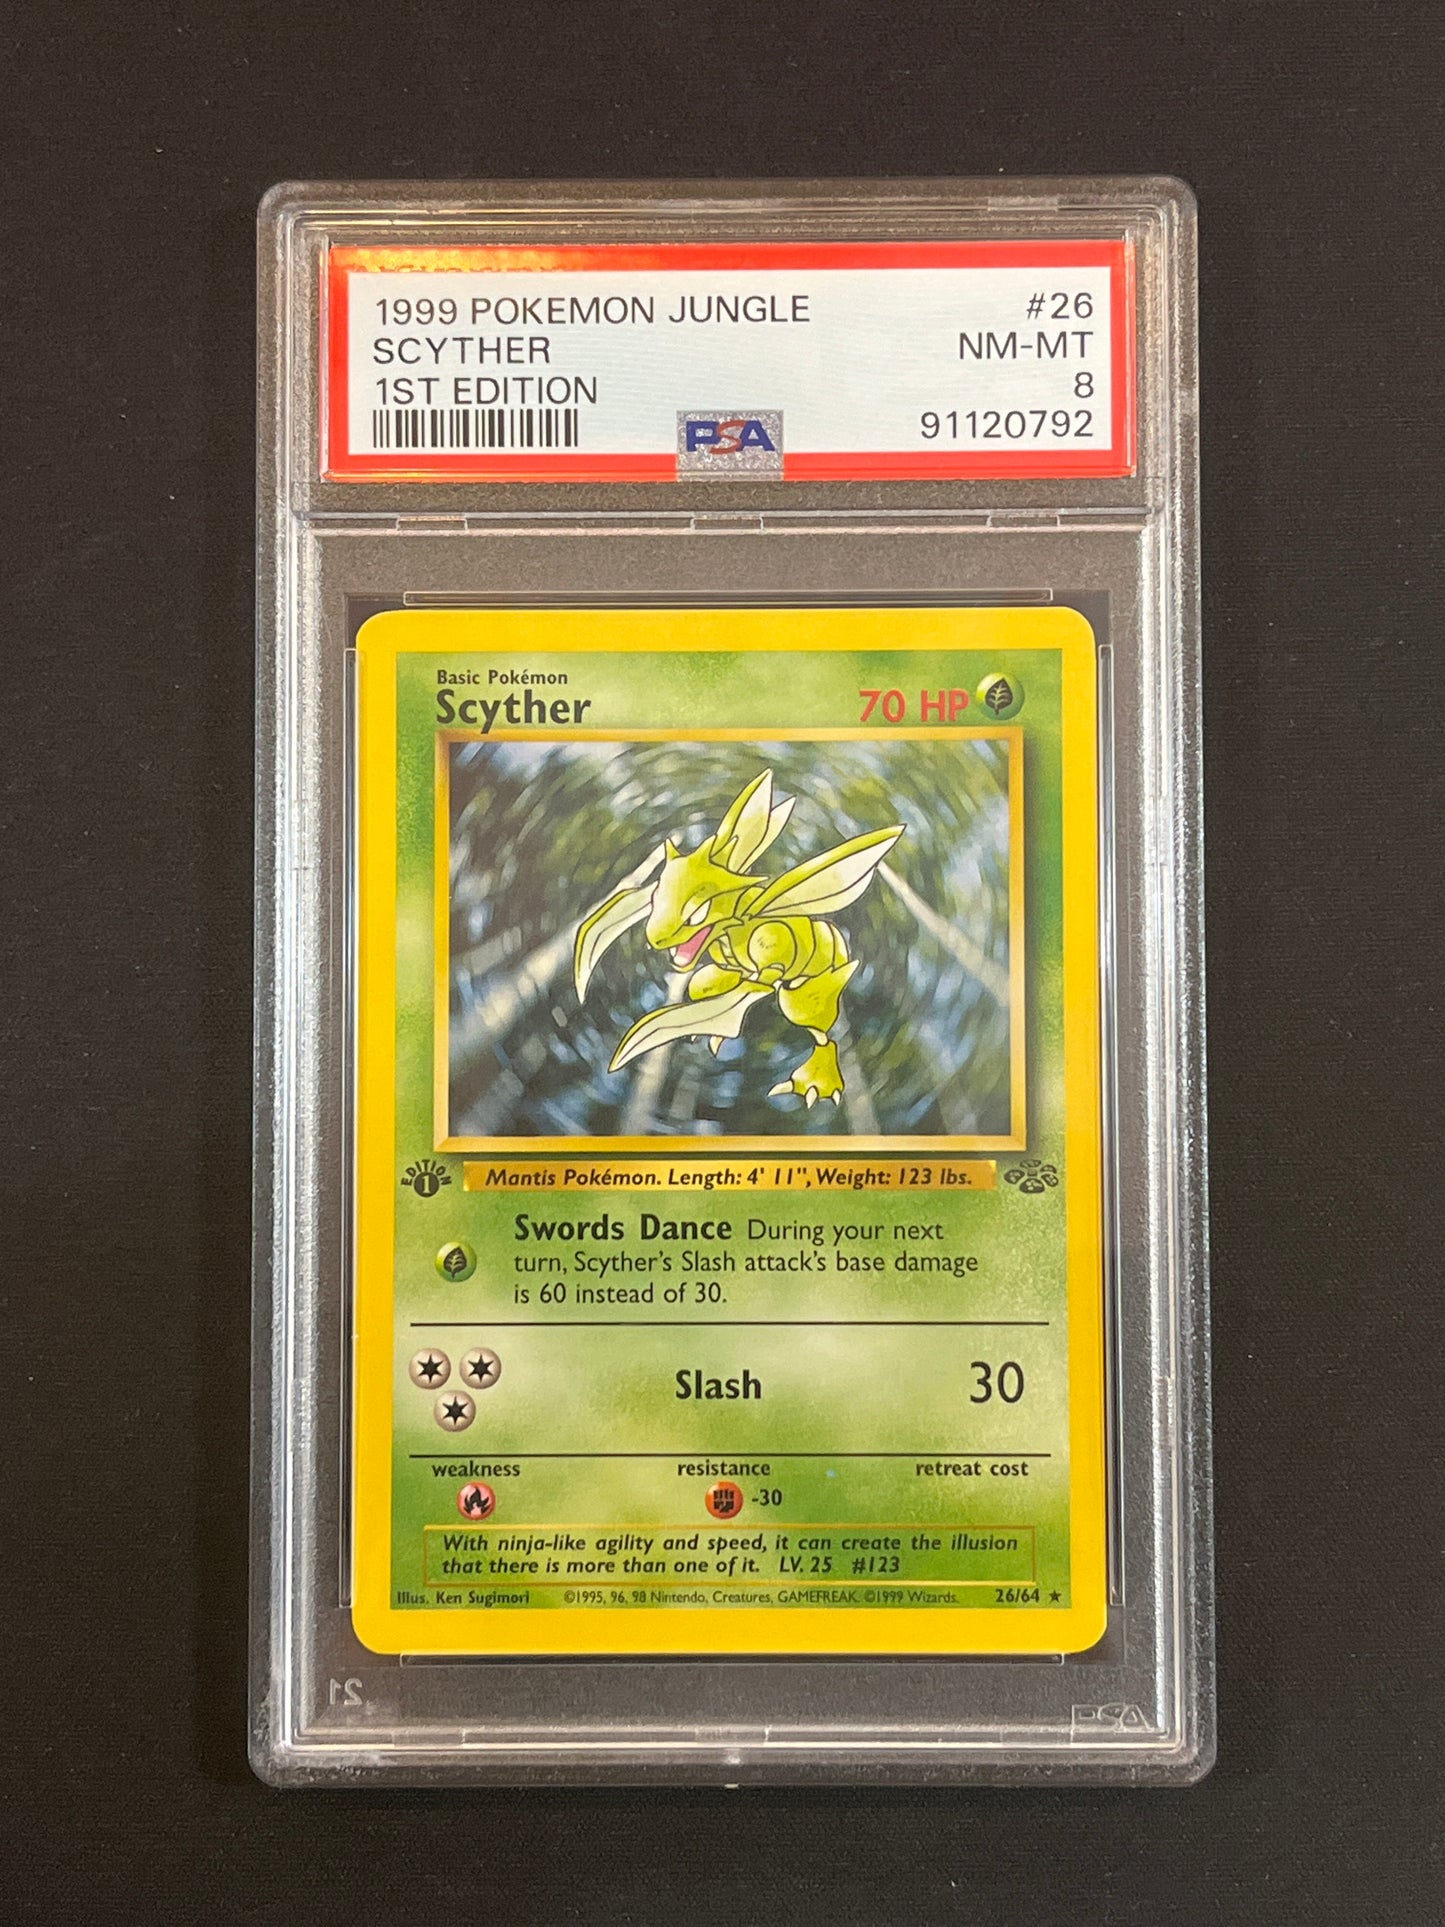 1999 POKEMON JUNGLE #26
SCYTHER NM-MT
1ST EDITION 8
PSA 91120792
Basic Pokémon
Scyther 70 HP
EDITION 1
Mantis Pokémon. Length: 4' 11", Weight: 123 lbs.
Swords Dance During your next
turn, Scyther's Slash attack's base damage
is 60 instead of 30.
Slash 30
weakness resistance retreat cost
-30
With ninja-like agility and speed, it can create the illusion
that there is more than one of it. LV. 25 #123
Illus. Ken Sugimori ©1995, 96, 98 Nintendo, Creatures, GAMEFREAK. ©1999 Wizards. 26/64 ★
PSA